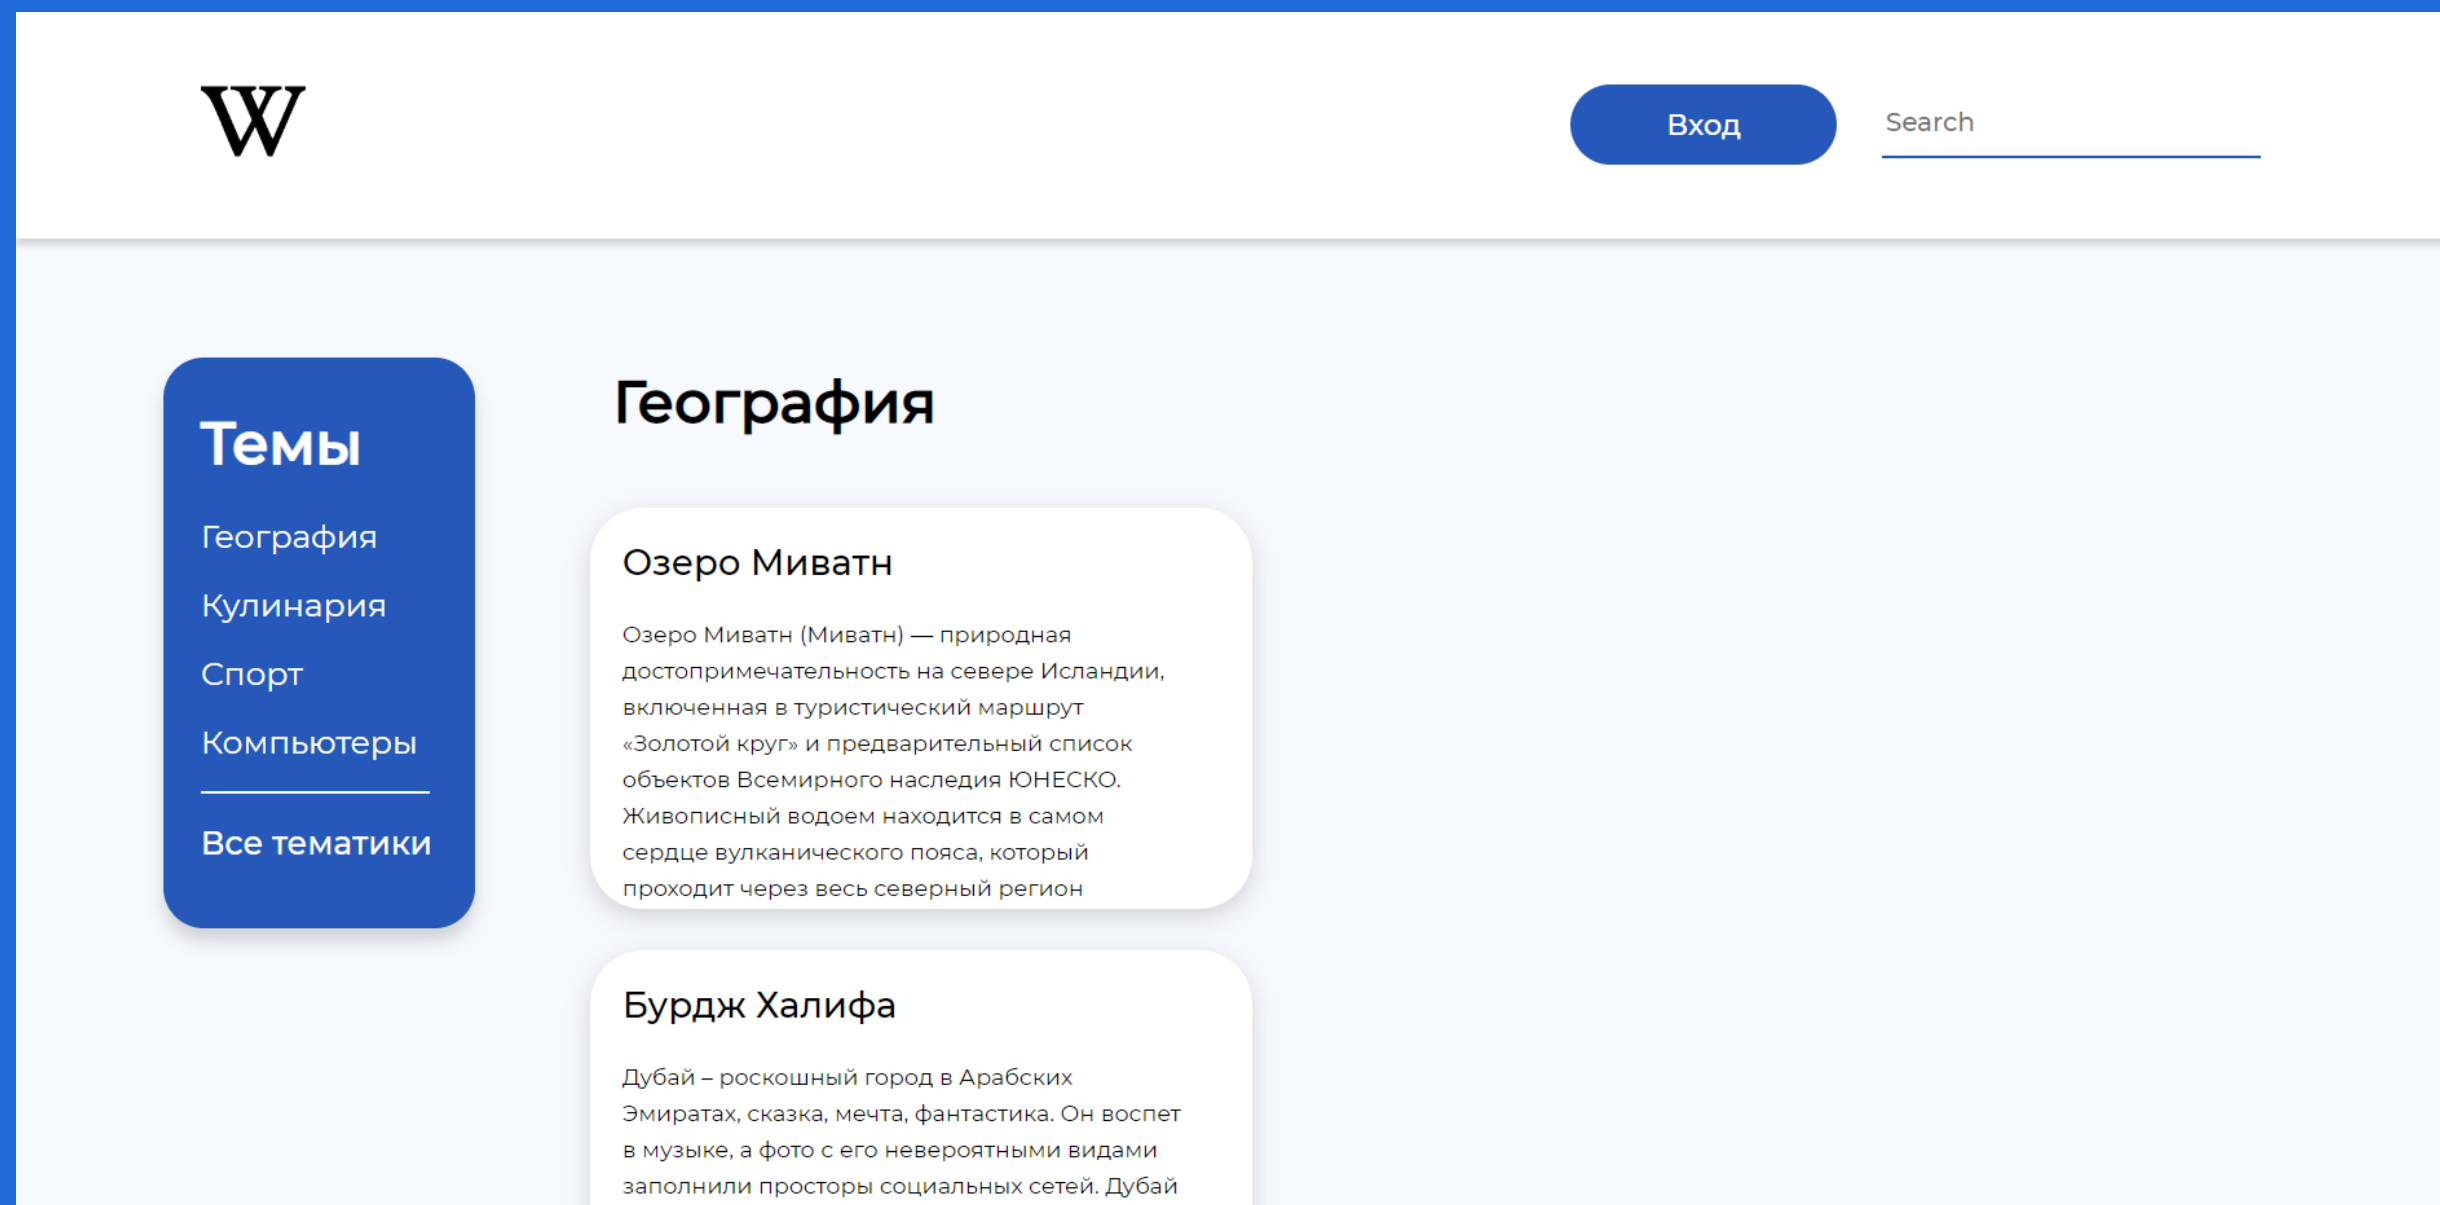 W
Вход
Search
Темы
География
Кулинария
Спорт
Компьютеры
Все тематики
География
Озеро Миватн
Озеро Миватн (Миватн) — природная
достопримечательность на севере Исландии,
включенная в туристический маршрут
«Золотой круг» и предварительный список
объектов Всемирного наследия ЮНЕСКО.
Живописный водоем находится в самом
сердце вулканического пояса, который
проходит через весь северный регион
Бурдж Халифа
Дубай – роскошный город в Арабских
Эмиратах, сказка, мечта, фантастика. Он воспет
в музыке, а фото с его невероятными видами
заполнили просторы социальных сетей. Дубай